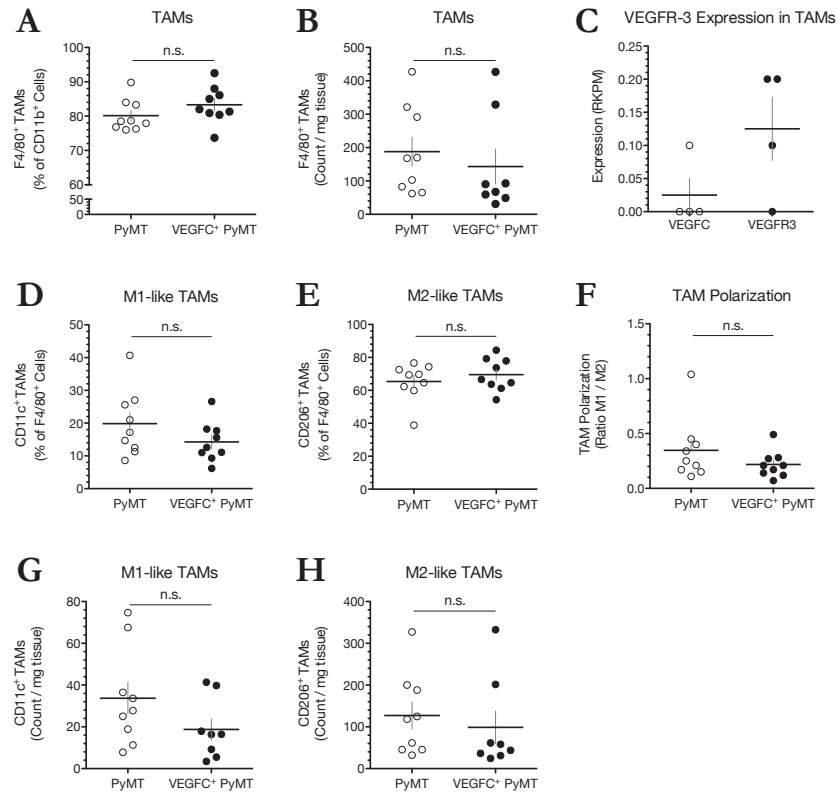 A
TAMs
n.s.
F4/80+ TAMs
(% of CD11b+ Cells)
100
90
80
70
60
50
0
PyMT
VEGFC+ PyMT
B
TAMs
n.s.
F4/80+ TAMs
(Count / mg tissue)
500
400
300
200
100
0
PyMT
VEGFC+ PyMT
C
VEGFR-3 Expression in TAMs
Expression (RKPM)
0.25
0.20
0.15
0.10
0.05
0.00
VEGFC
VEGFR3
D
M1-like TAMs
n.s.
CD11c+ TAMs
(% of F4/80+ Cells)
50
40
30
20
10
0
PyMT
VEGFC+ PyMT
E
M2-like TAMs
n.s.
CD206+ TAMs
(% of F4/80+ Cells)
100
80
60
40
20
0
PyMT
VEGFC+ PyMT
F
TAM Polarization
n.s.
TAM Polarization
(Ratio M1 / M2)
1.5
1.0
0.5
0.0
PyMT
VEGFC+ PyMT
G
M1-like TAMs
n.s.
CD11c+ TAMs
(Count / mg tissue)
80
60
40
20
0
PyMT
VEGFC+ PyMT
H
M2-like TAMs
n.s.
CD206+ TAMs
(Count / mg tissue)
400
300
200
100
0
PyMT
VEGFC+ PyMT